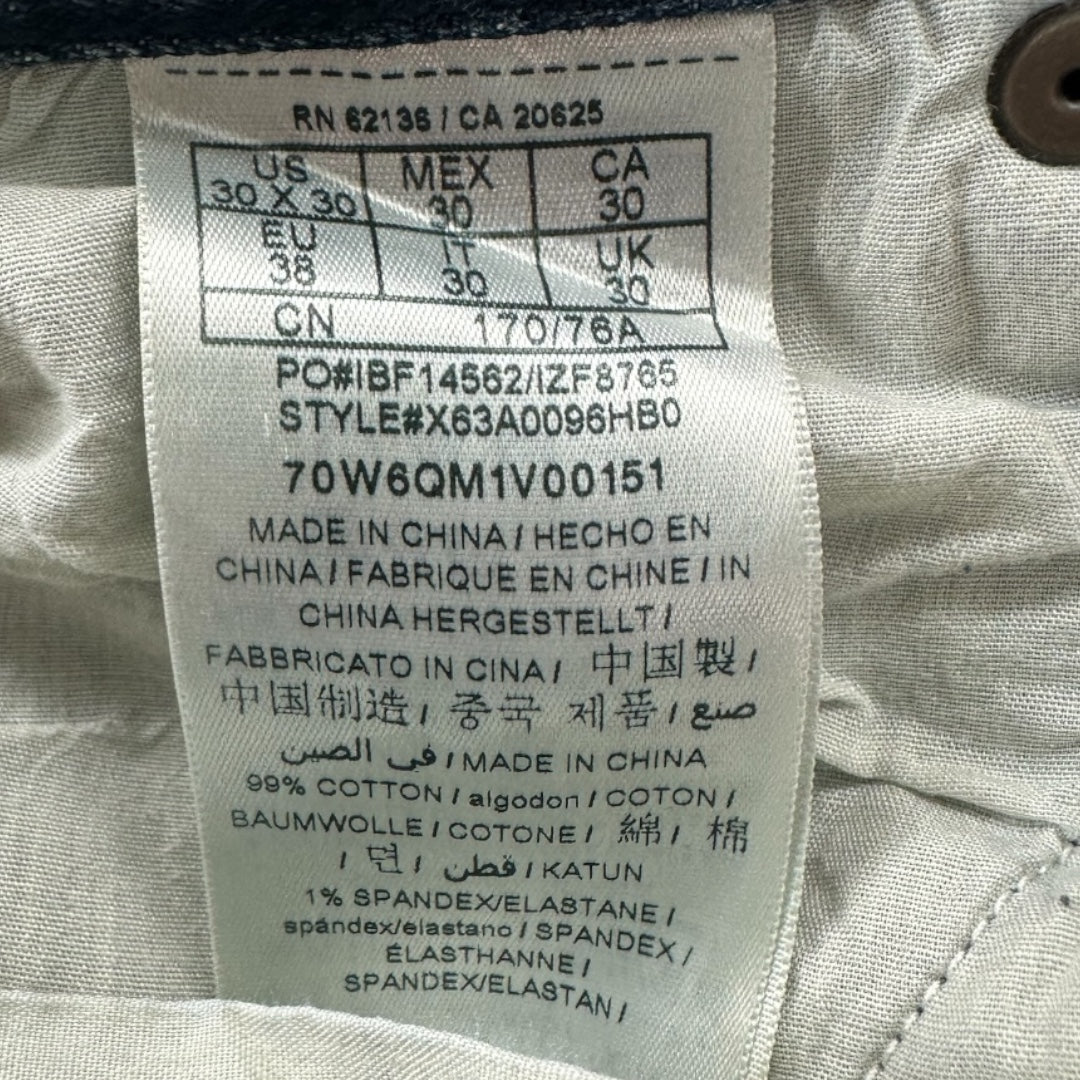 RN 62136 / CA 20625
US MEX CA
30 X 30 30 30
EU IT UK
38 30 30
CN 170/76A
PO#IBF14562/IZF8765
STYLE#X63A0096HB0
70W6QM1V00151
MADE IN CHINA / HECHO EN
CHINA / FABRIQUE EN CHINE / IN
CHINA HERGESTELLT /
FABBRICATO IN CINA / 中国製 /
中国制造 / 중국 제품 / صنع
في الصين / MADE IN CHINA
99% COTTON / algodon / COTON /
BAUMWOLLE / COTONE / 綿 / 棉
/ 면 / قطن / KATUN
1% SPANDEX/ELASTANE /
spándex/elastano / SPANDEX /
ÉLASTHANNE /
SPANDEX/ELASTAN /